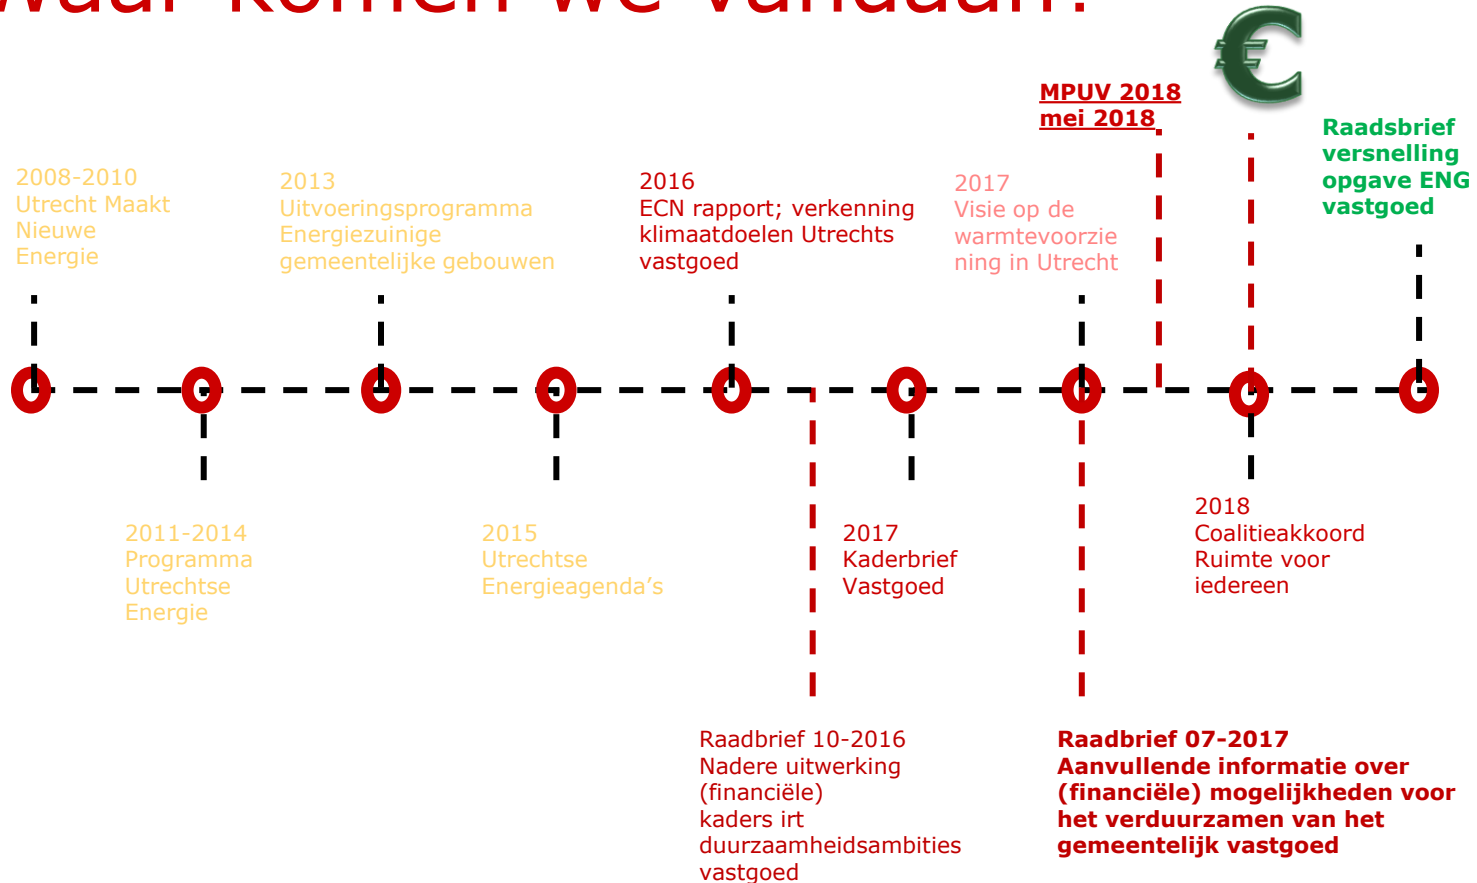 waar komen we vandaan?
MPUV 2018
mei 2018
€
Raadsbrief
versnelling
opgave ENG
vastgoed
2008-2010
Utrecht Maakt
Nieuwe
Energie
2013
Uitvoeringsprogramma
Energiezuinige
gemeentelijke gebouwen
2016
ECN rapport; verkenning
klimaatdoelen Utrechts
vastgoed
2017
Visie op de
warmtevoorzie
ning in Utrecht
2011-2014
Programma
Utrechtse
Energie
2015
Utrechtse
Energieagenda’s
2017
Kaderbrief
Vastgoed
2018
Coalitieakkoord
Ruimte voor
iedereen
Raadbrief 10-2016
Nadere uitwerking
(financiële)
kaders irt
duurzaamheidsambities
vastgoed
Raadbrief 07-2017
Aanvullende informatie over
(financiële) mogelijkheden voor
het verduurzamen van het
gemeentelijk vastgoed